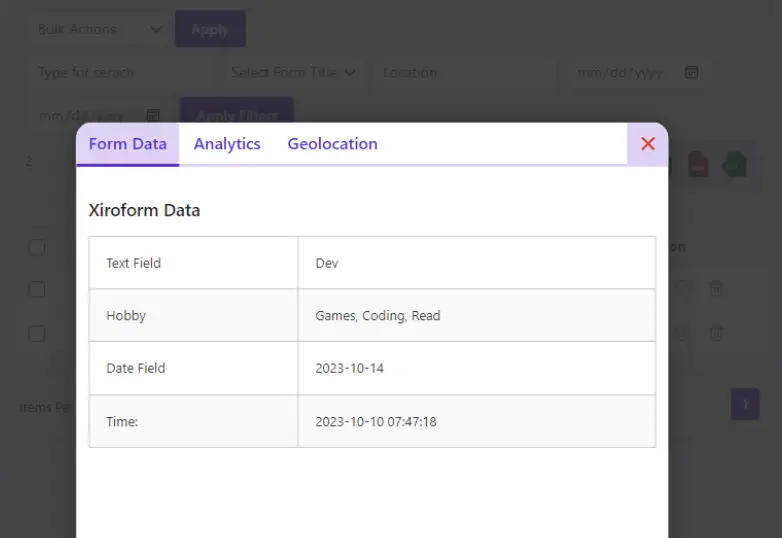 Bulk Actions Apply
Type for serach Select Form Title Location mm/dd/yyyy
mm/dd/yyyy Apply Filters
Form Data Analytics Geolocation
2
Xiroform Data
on
Text Field Dev
Hobby Games, Coding, Read
Date Field 2023-10-14
Items Per 1
Time: 2023-10-10 07:47:18